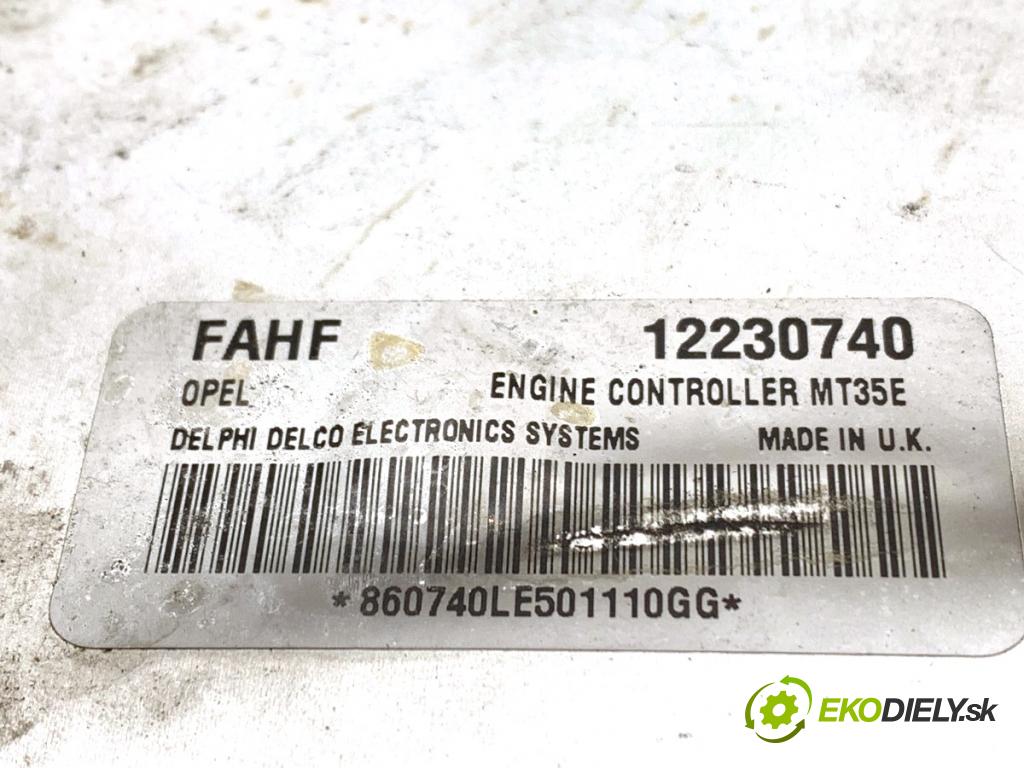 FAHF 12230740
OPEL ENGINE CONTROLLER MT35E
DELPHI DELCO ELECTRONICS SYSTEMS MADE IN U.K.
*860740LE501110GG*
EKODIELY.sk